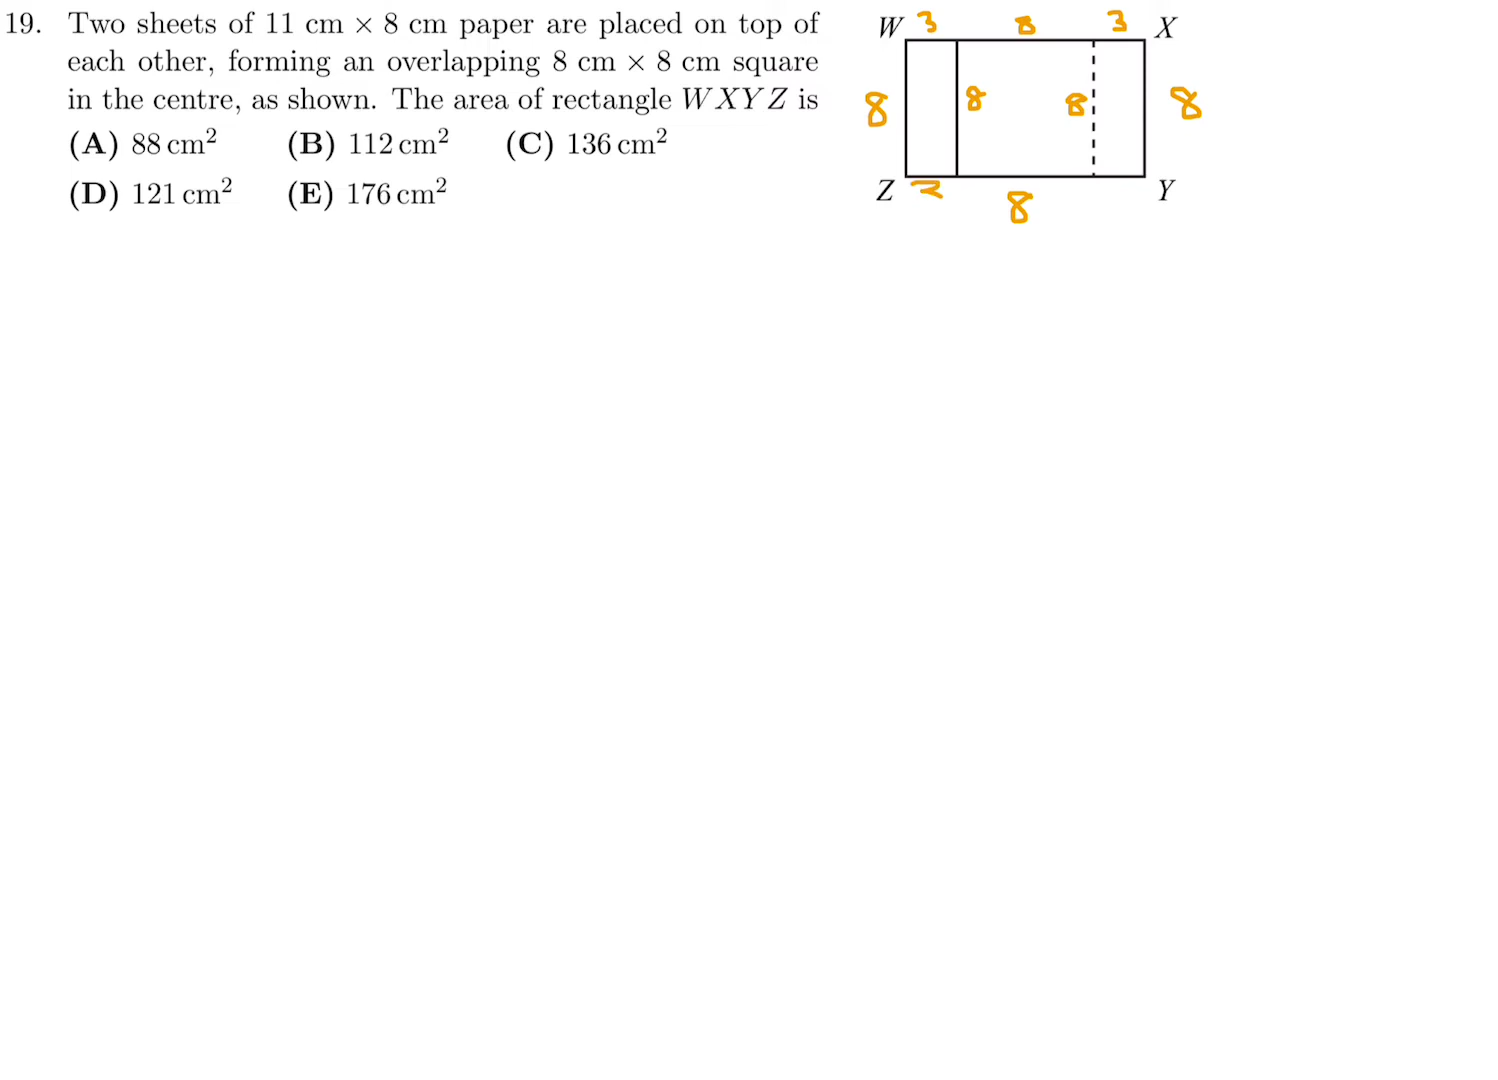 19. Two sheets of 11 cm × 8 cm paper are placed on top of
each other, forming an overlapping 8 cm × 8 cm square
in the centre, as shown. The area of rectangle WXYZ is
(A) 88 cm² (B) 112 cm² (C) 136 cm²
(D) 121 cm² (E) 176 cm²
W 3 8 3 X
8 8 8 8
Z 3 Y
8